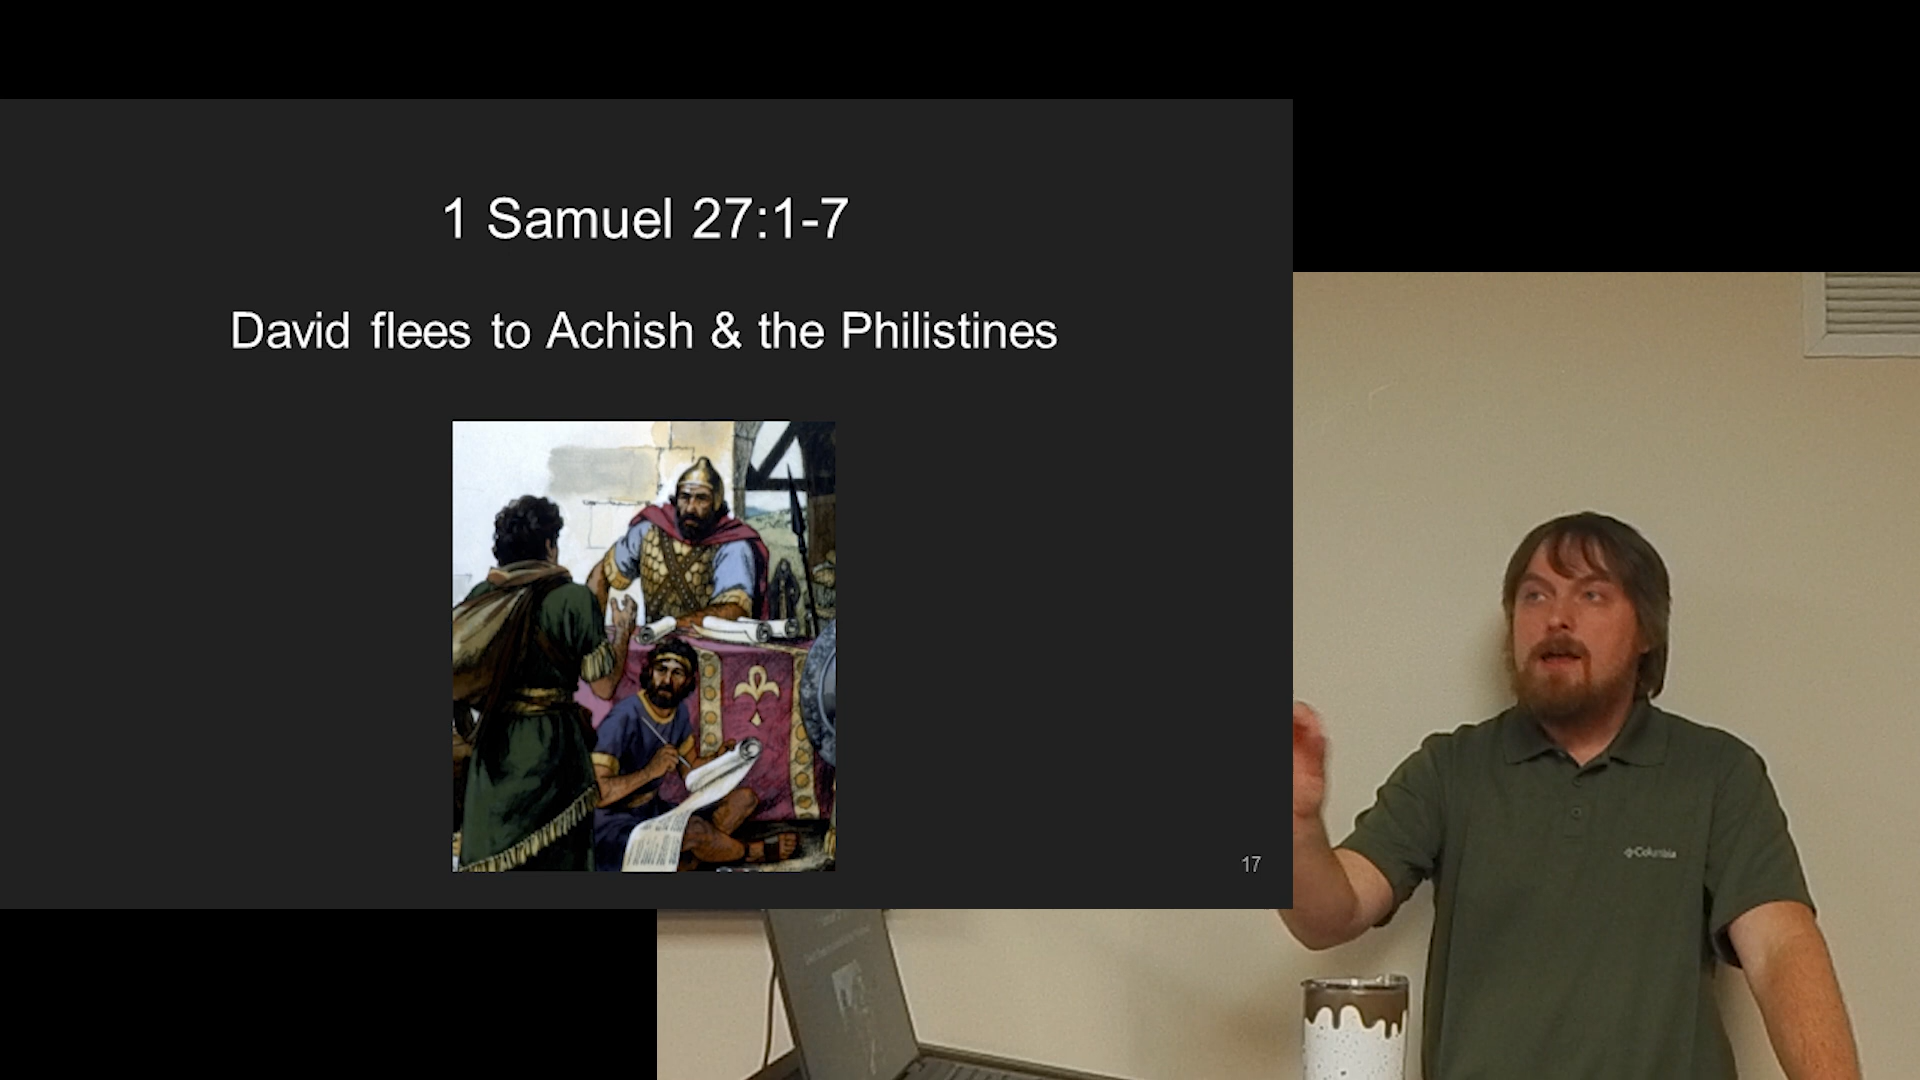 1 Samuel 27:1-7
David flees to Achish & the Philistines
17
Columbia